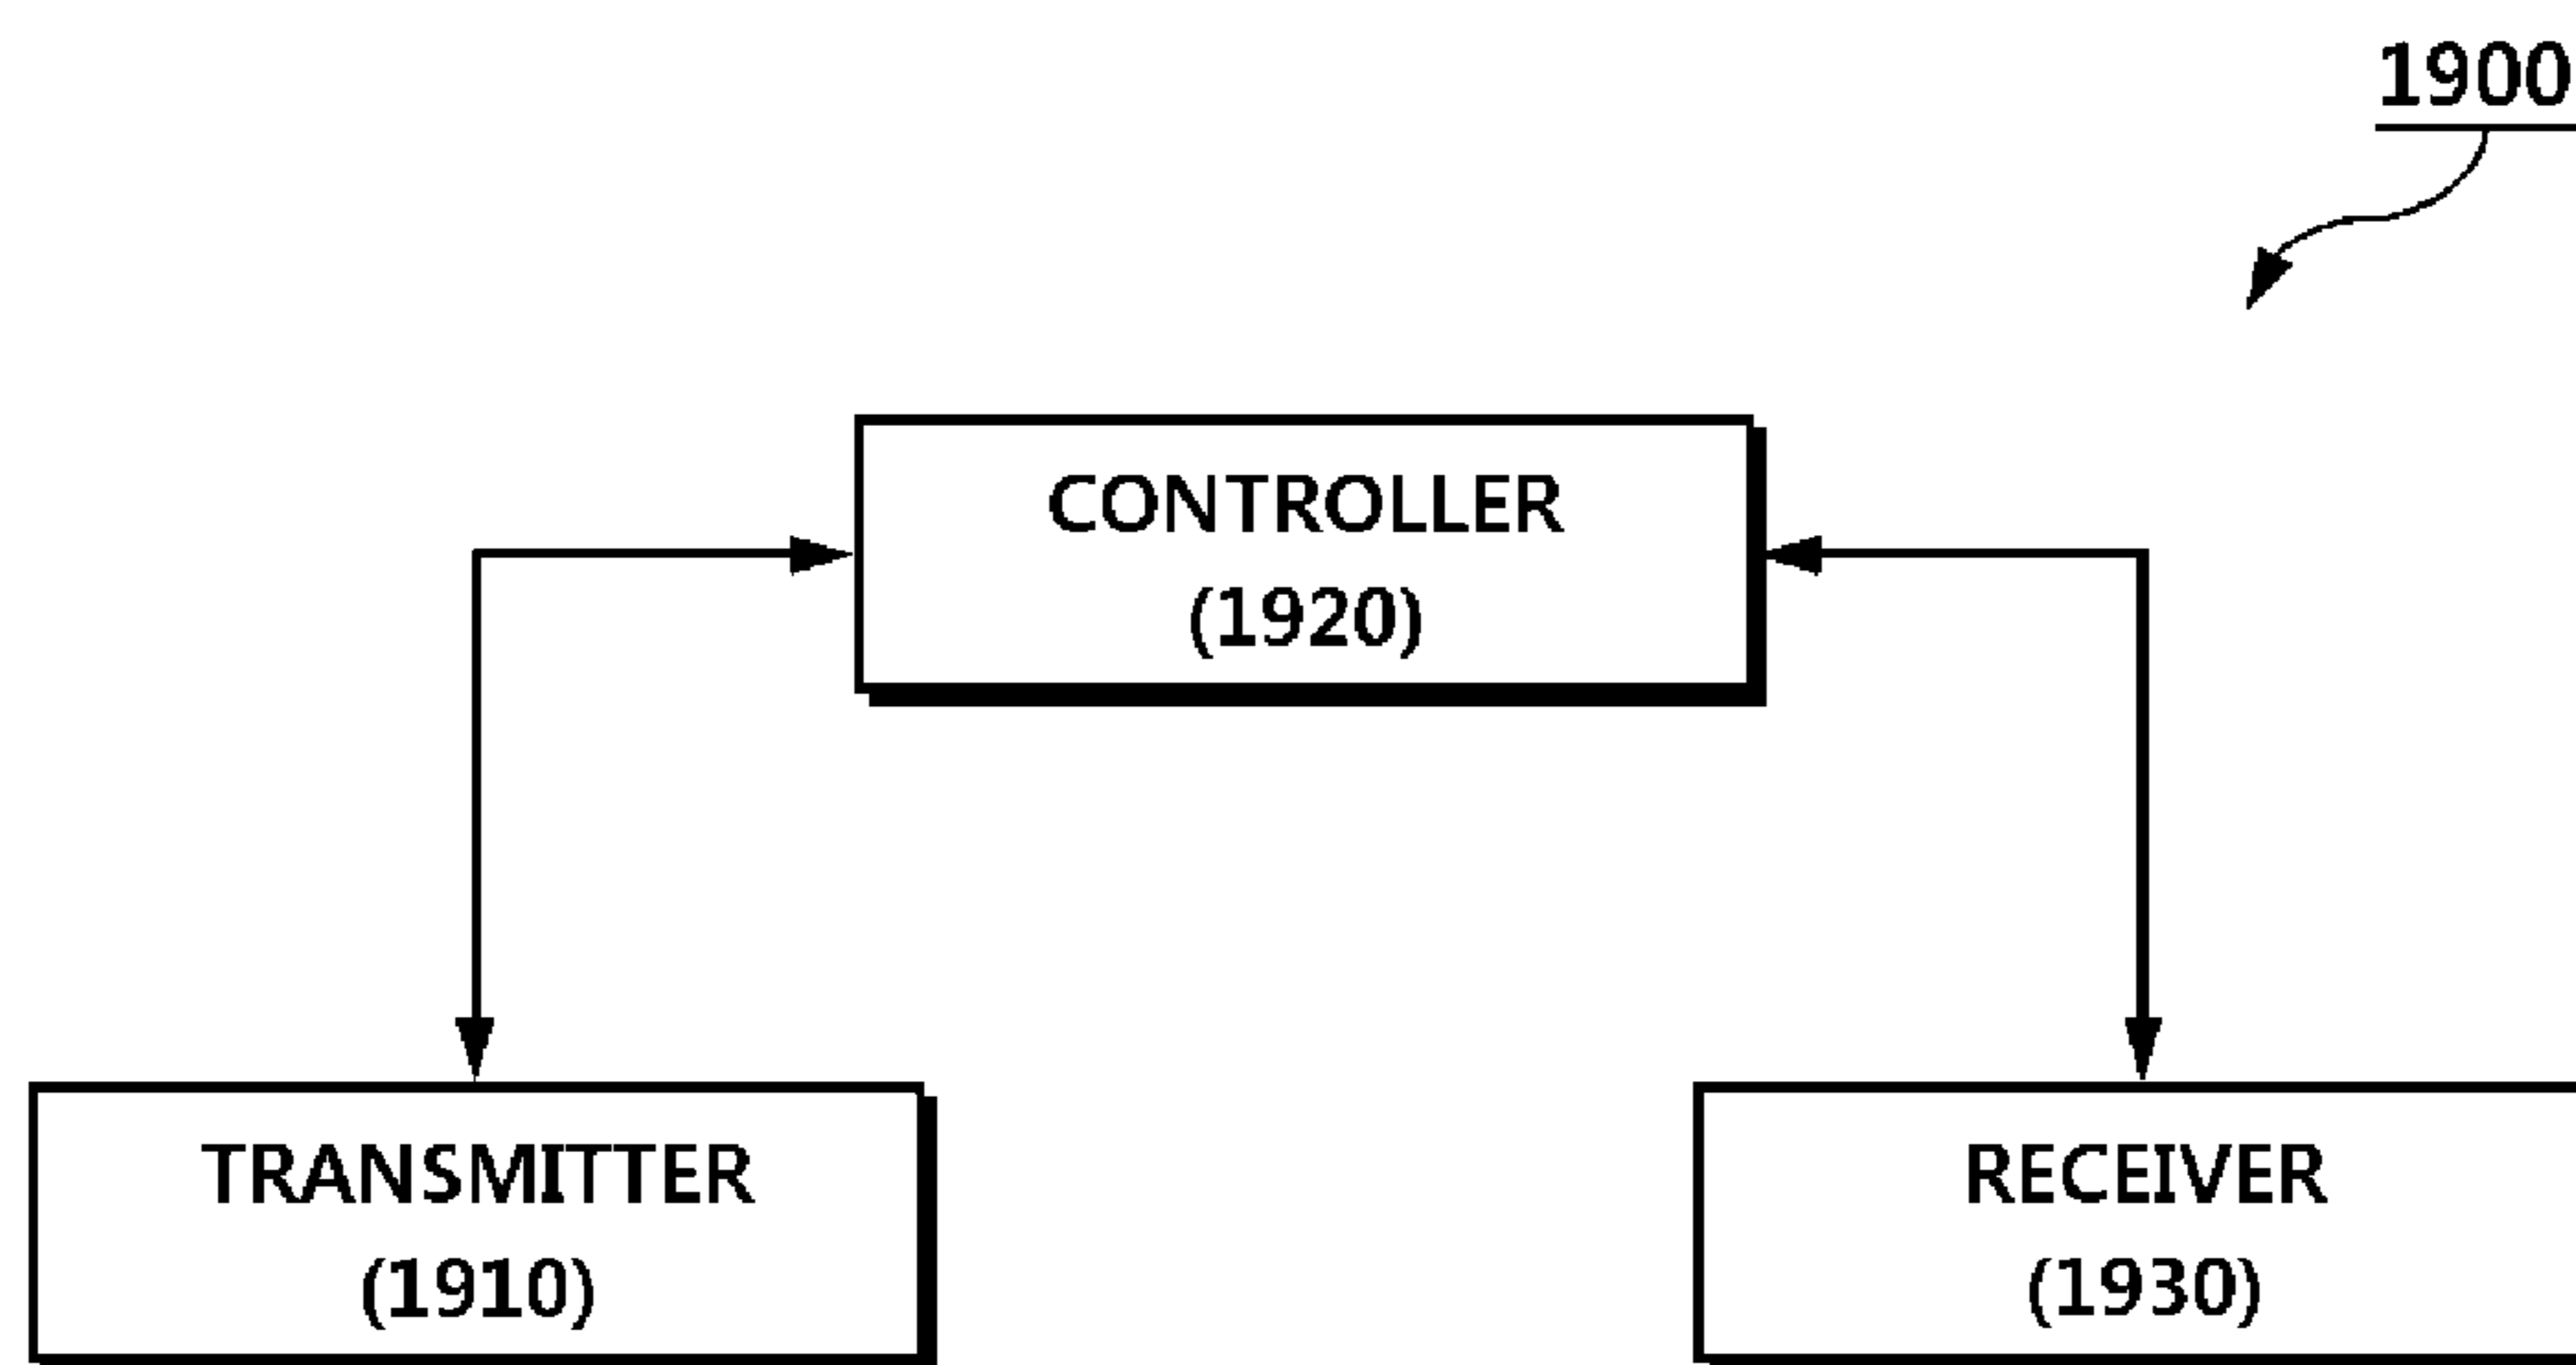 1900
CONTROLLER
(1920)
TRANSMITTER
(1910)
RECEIVER
(1930)